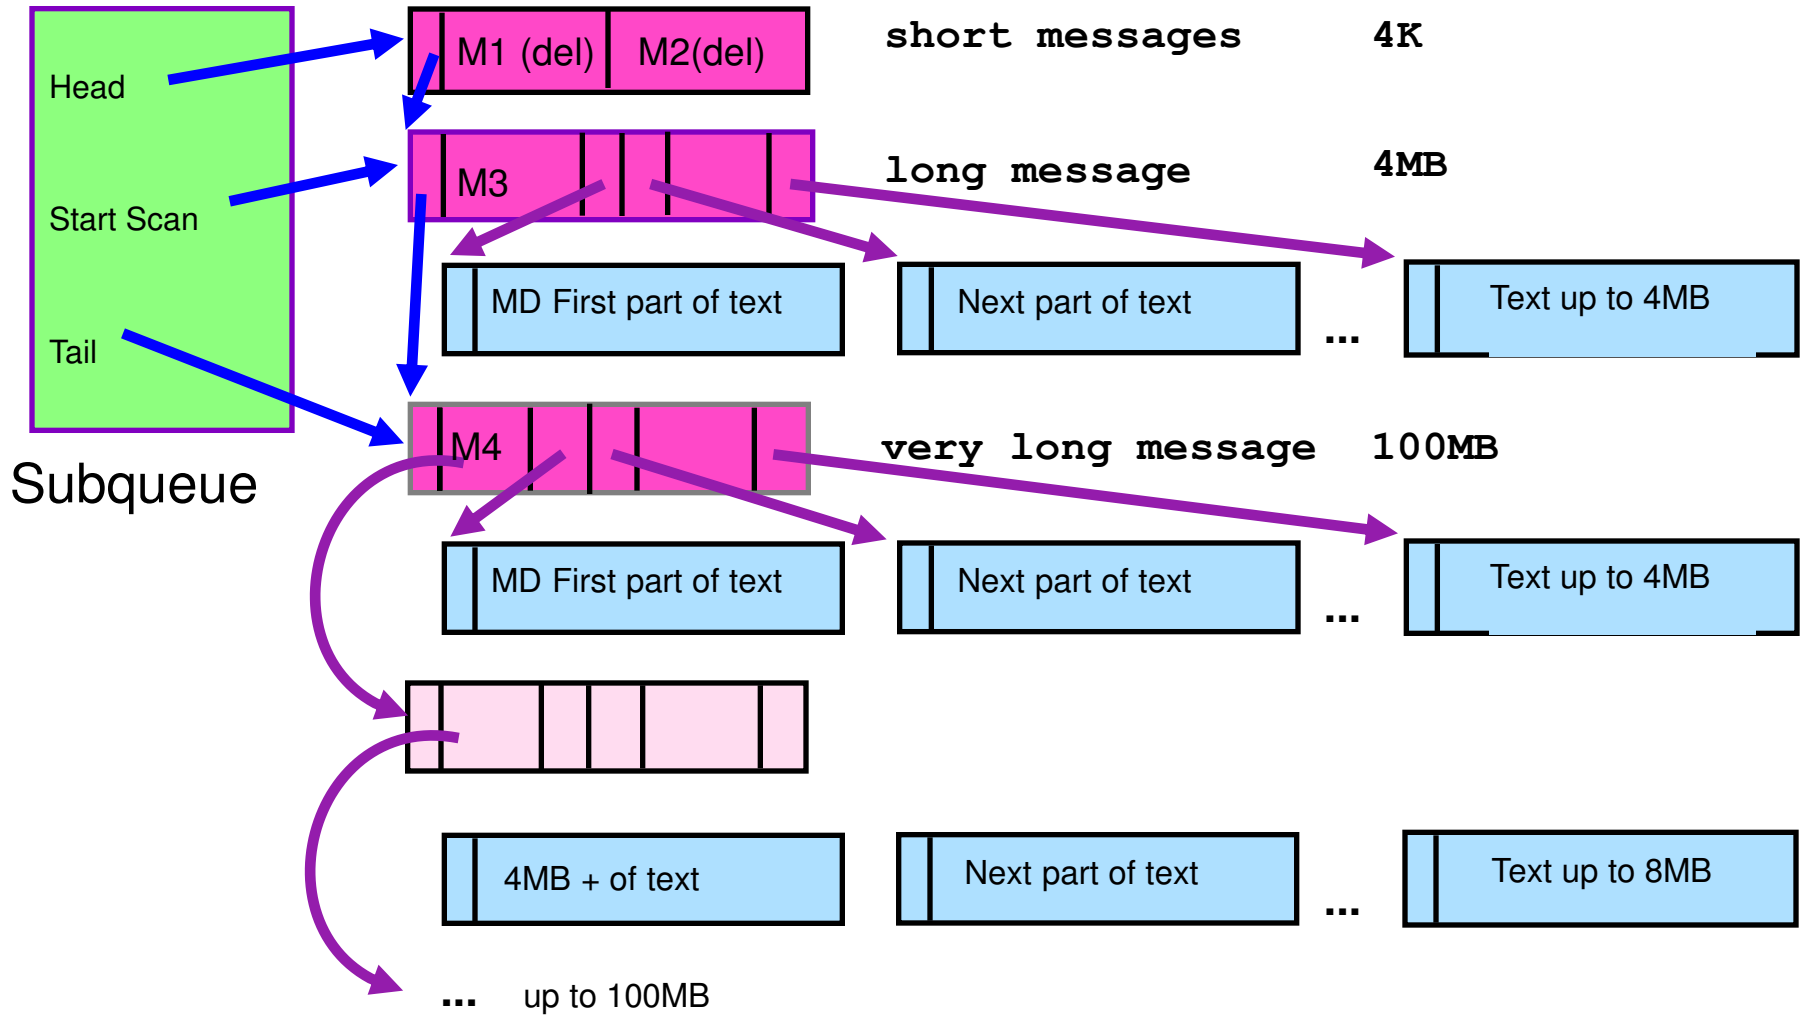 Head
Start Scan
Tail
Subqueue
M1 (del) M2(del)
short messages 4K
M3
long message 4MB
MD First part of text
Next part of text
...
Text up to 4MB
M4
very long message 100MB
MD First part of text
Next part of text
...
Text up to 4MB
4MB + of text
Next part of text
...
Text up to 8MB
... up to 100MB